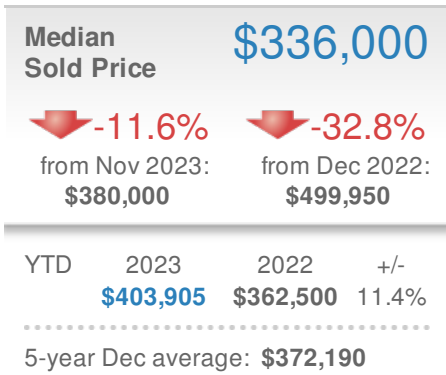 Median $336,000
Sold Price
-11.6% -32.8%
from Nov 2023: from Dec 2022:
$380,000 $499,950
YTD 2023 2022 +/-
$403,905 $362,500 11.4%
5-year Dec average: $372,190